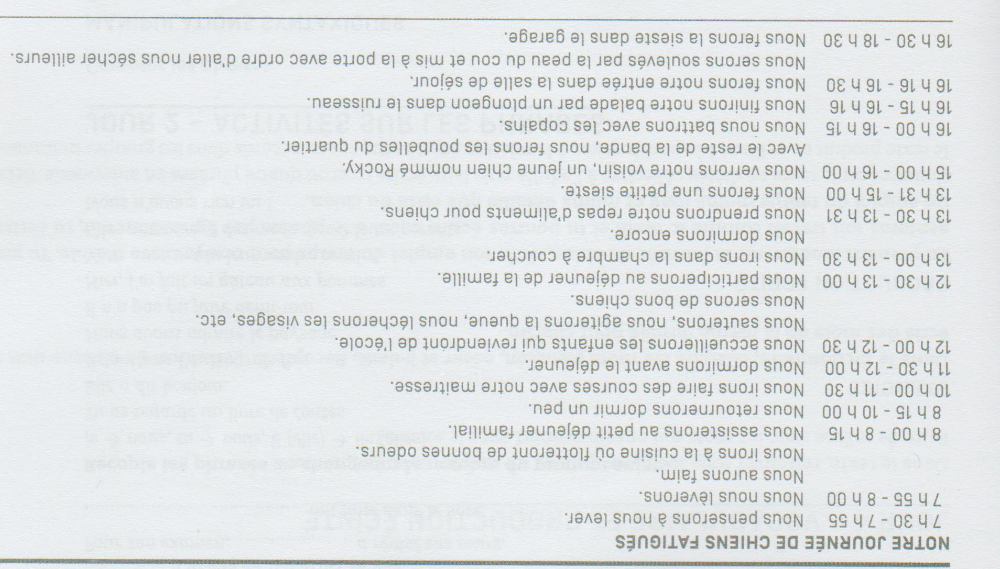 NOTRE JOURNÉE DE CHIENS FATIGUÉS
7 h 30 - 7 h 55 Nous penserons à nous lever.
7 h 55 - 8 h 00 Nous nous lèverons.
Nous aurons faim.
Nous irons à la cuisine où flotteront de bonnes odeurs.
8 h 00 - 8 h 15 Nous assisterons au petit déjeuner familial.
8 h 15 - 10 h 00 Nous retournerons dormir un peu.
10 h 00 - 11 h 30 Nous irons faire des courses avec notre maitresse.
11 h 30 - 12 h 00 Nous dormirons avant le déjeuner.
12 h 00 - 12 h 30 Nous accueillerons les enfants qui reviendront de l'école.
Nous sauterons, nous agiterons la queue, nous lécherons les visages, etc.
Nous serons de bons chiens.
12 h 30 - 13 h 00 Nous participerons au déjeuner de la famille.
13 h 00 - 13 h 30 Nous irons dans la chambre à coucher.
Nous dormirons encore.
13 h 30 - 13 h 31 Nous prendrons notre repas d'aliments pour chiens.
13 h 31 - 15 h 00 Nous ferons une petite sieste.
15 h 00 - 16 h 00 Nous verrons notre voisin, un jeune chien nommé Rocky.
Avec le reste de la bande, nous ferons les poubelles du quartier.
16 h 00 - 16 h 15 Nous nous battrons avec les copains.
16 h 15 - 16 h 16 Nous finirons notre balade par un plongeon dans le ruisseau.
16 h 16 - 16 h 30 Nous ferons notre entrée dans la salle de séjour.
Nous serons soulevés par la peau du cou et mis à la porte avec ordre d'aller nous sécher ailleurs.
16 h 30 - 18 h 30 Nous ferons la sieste dans le garage.